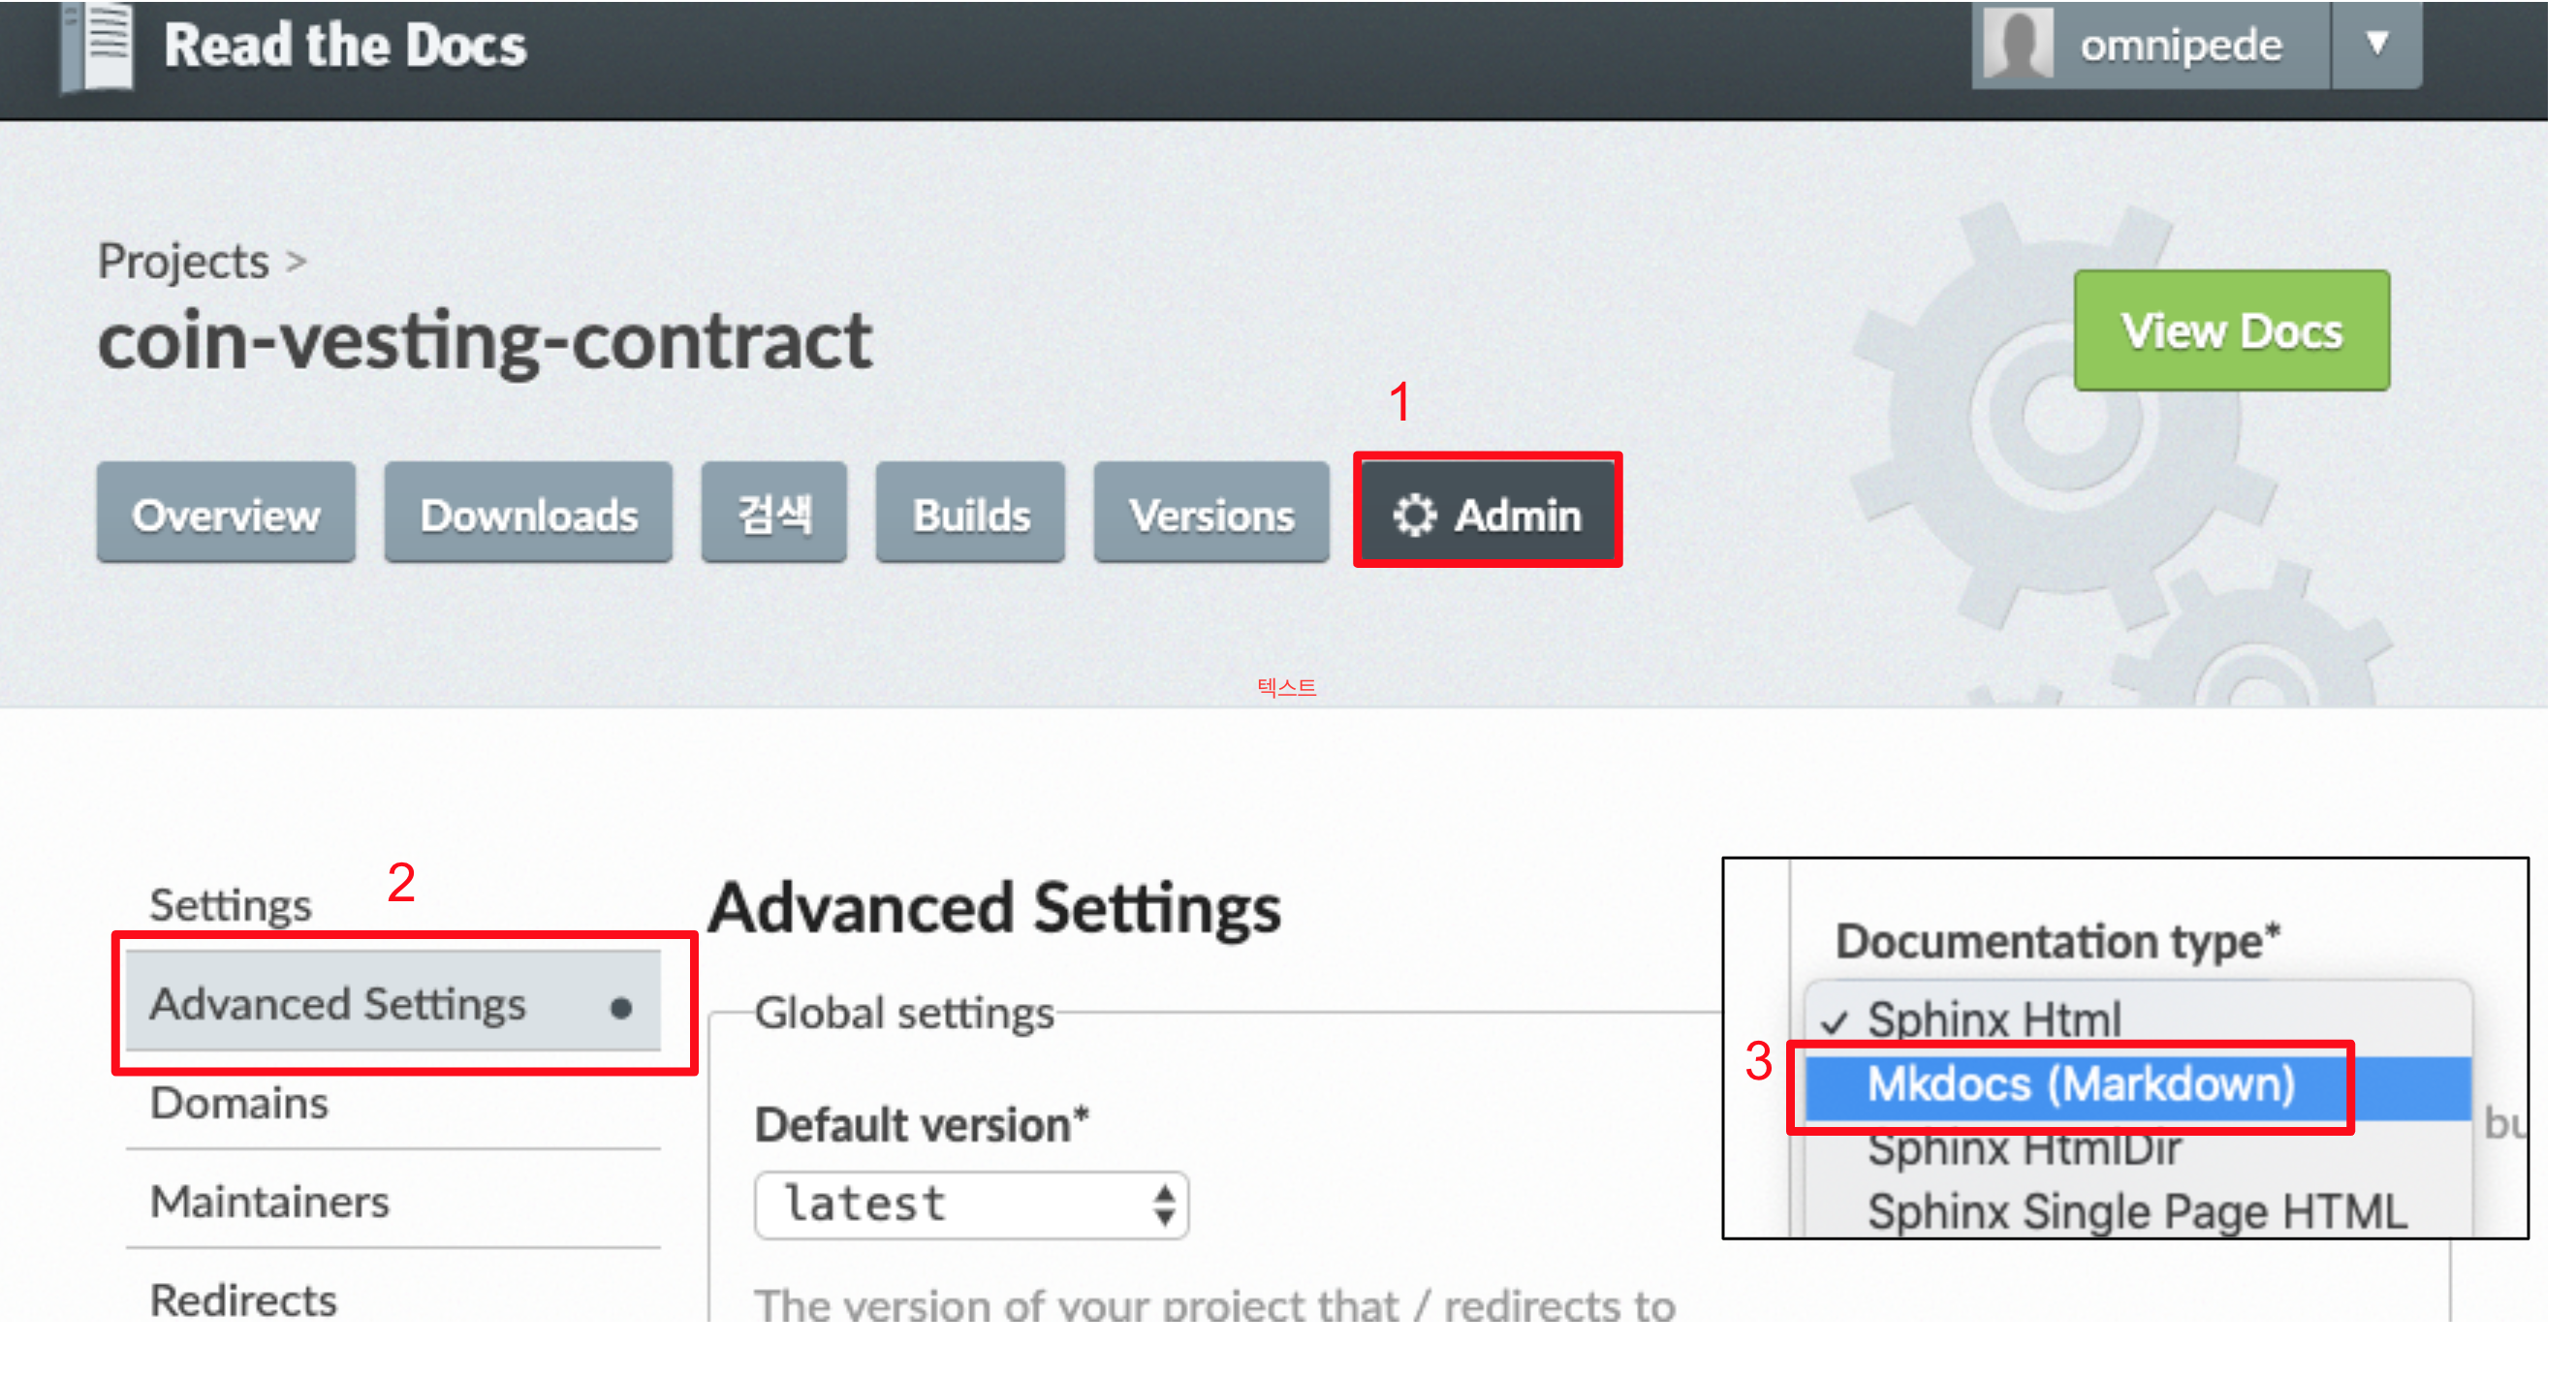 Read the Docs
omnipede
Projects >
coin-vesting-contract
View Docs
1
Overview
Downloads
검색
Builds
Versions
Admin
텍스트
Settings
2
Advanced Settings
Domains
Maintainers
Redirects
Advanced Settings
Global settings
Default version*
latest
The version of your project that / redirects to
Documentation type*
✓ Sphinx Html
3
Mkdocs (Markdown)
Sphinx HtmlDir
Sphinx Single Page HTML